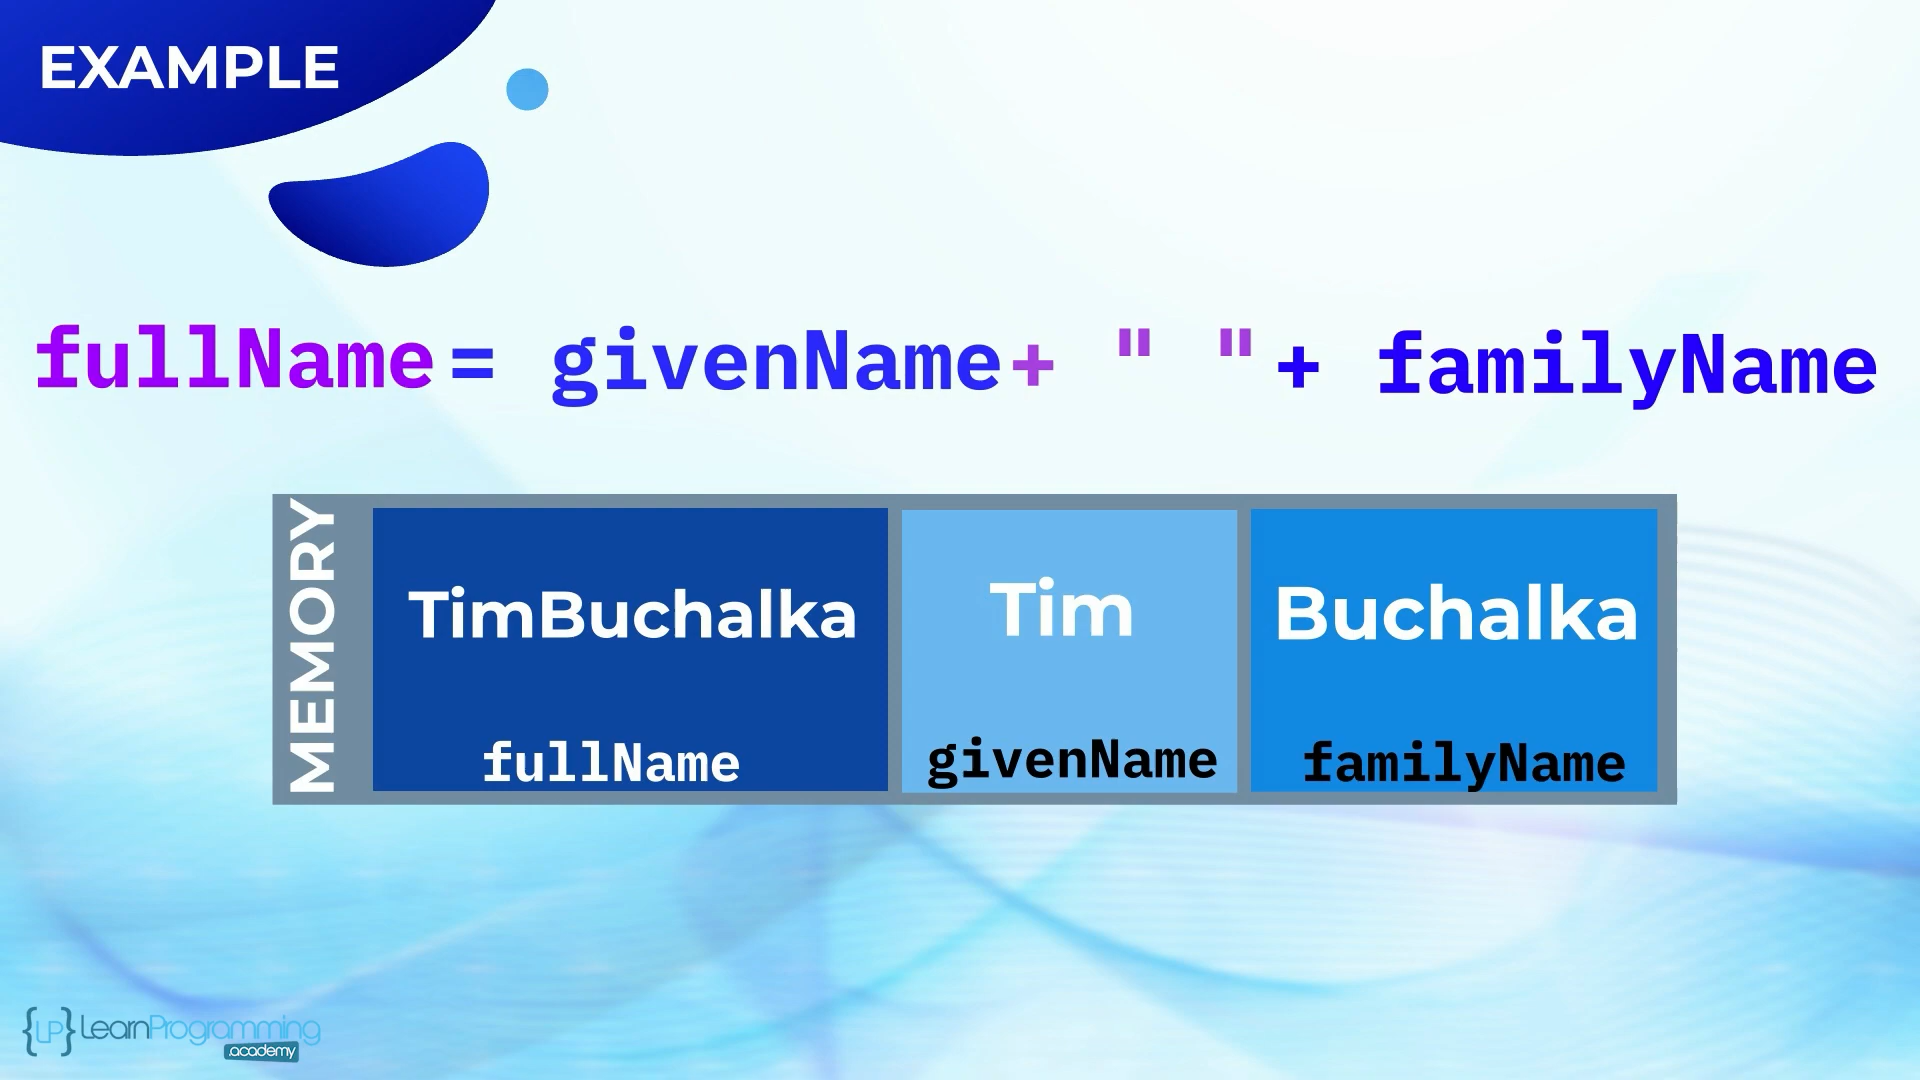 EXAMPLE
fullName = givenName + " " + familyName
MEMORY
TimBuchalka
fullName
Tim
givenName
Buchalka
familyName
{LP} LearnProgramming
.academy